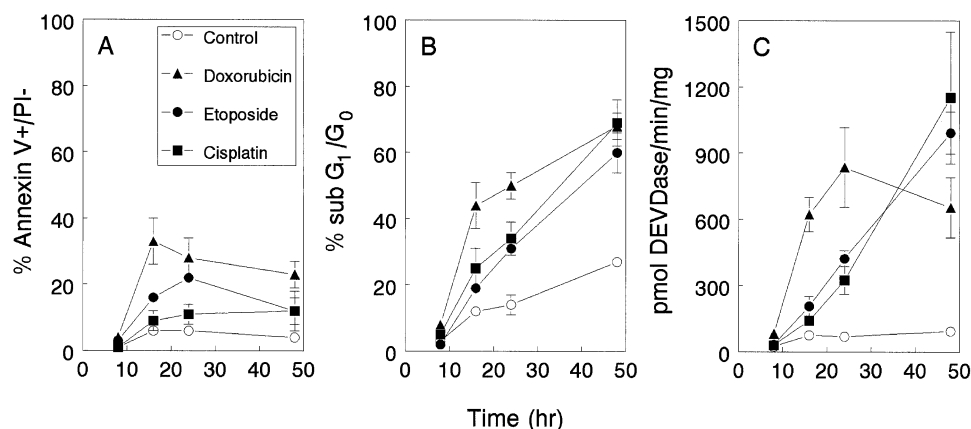 A
% Annexin V+/PI-
100
80
60
40
20
0
0 10 20 30 40 50
Control
Doxorubicin
Etoposide
Cisplatin
B
% sub G1/G0
100
80
60
40
20
0
0 10 20 30 40 50
C
pmol DEVDase/min/mg
1500
1200
900
600
300
0
0 10 20 30 40 50
Time (hr)